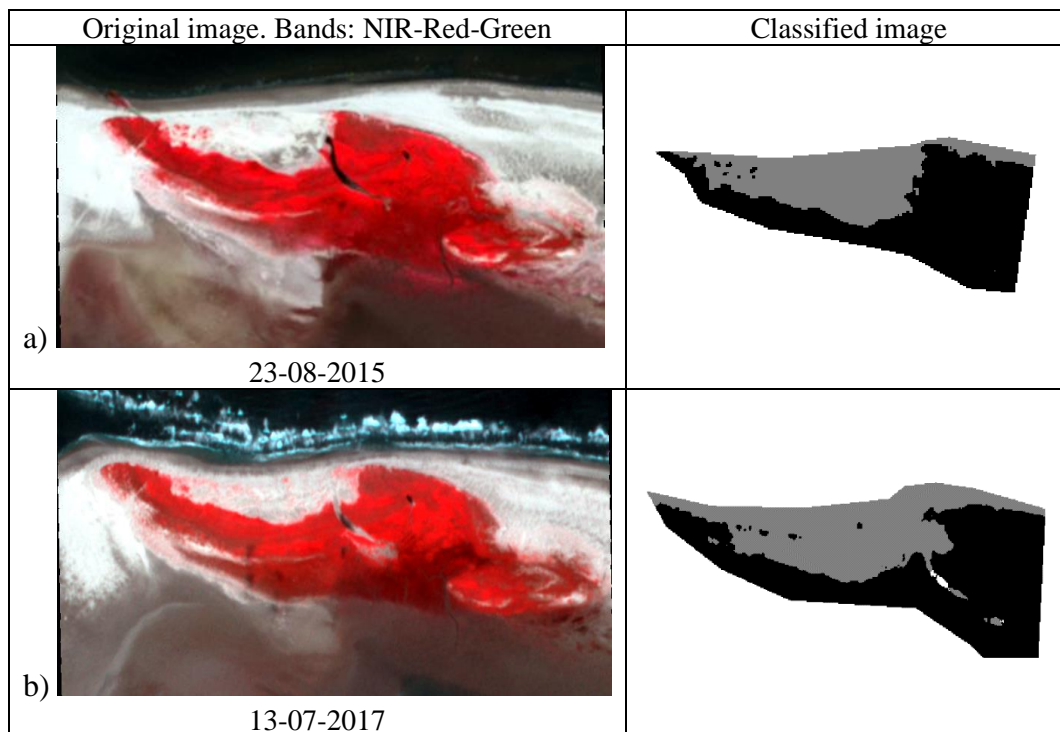 Original image. Bands: NIR-Red-Green
Classified image
a)
23-08-2015
b)
13-07-2017